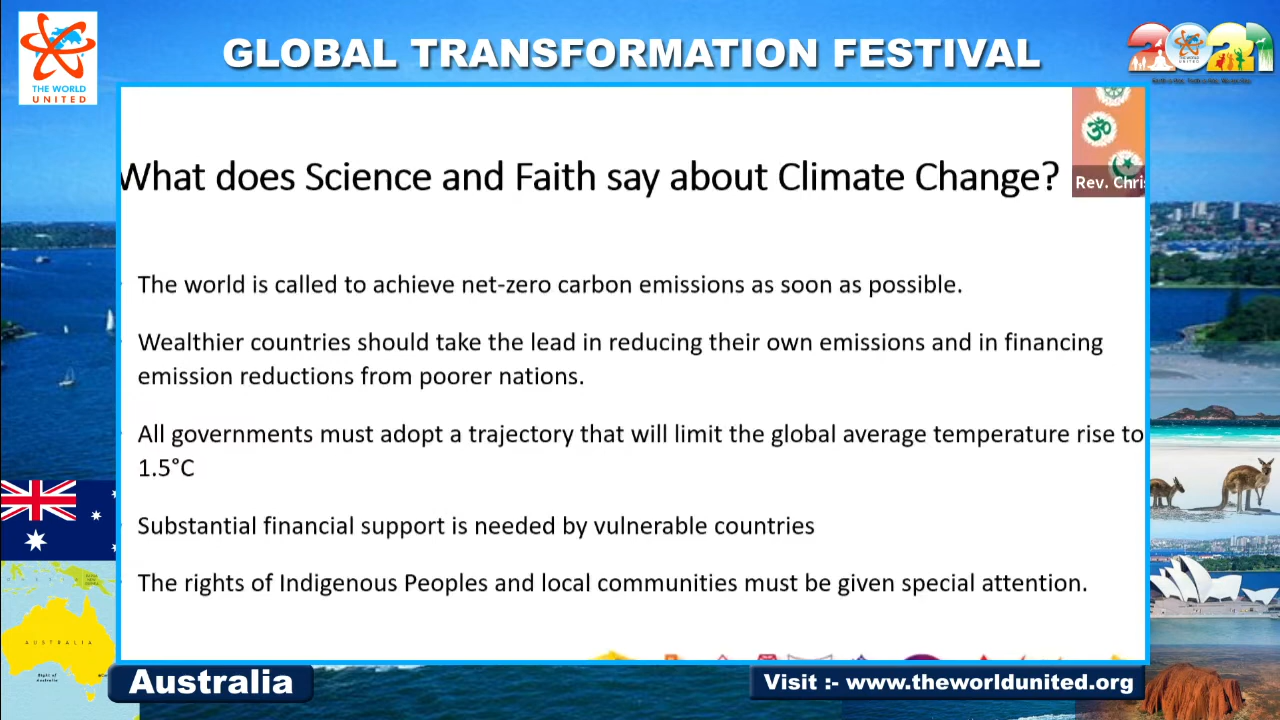 THE WORLD
UNITED
GLOBAL TRANSFORMATION FESTIVAL
2021
What does Science and Faith say about Climate Change?
Rev. Chri
The world is called to achieve net-zero carbon emissions as soon as possible.
Wealthier countries should take the lead in reducing their own emissions and in financing
emission reductions from poorer nations.
All governments must adopt a trajectory that will limit the global average temperature rise to
1.5°C
Substantial financial support is needed by vulnerable countries
The rights of Indigenous Peoples and local communities must be given special attention.
AUSTRALIA
Australia
Visit :- www.theworldunited.org